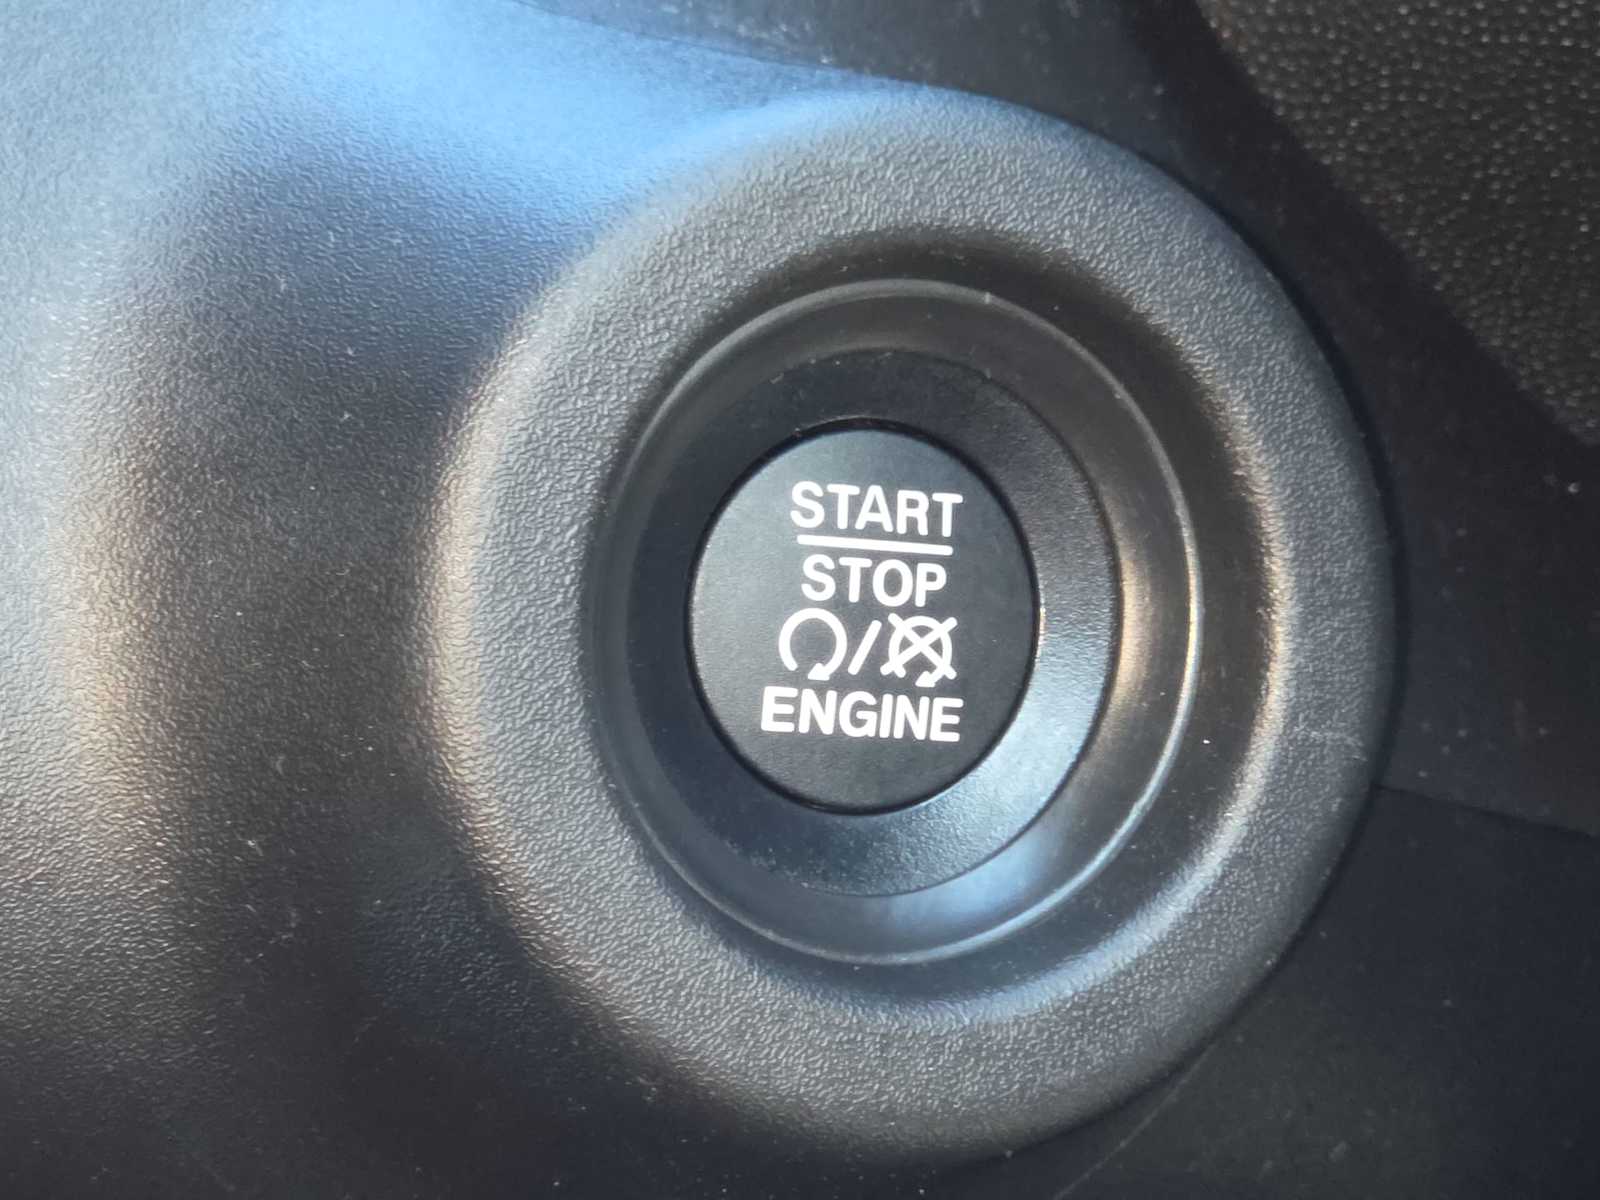 START
STOP
/
ENGINE